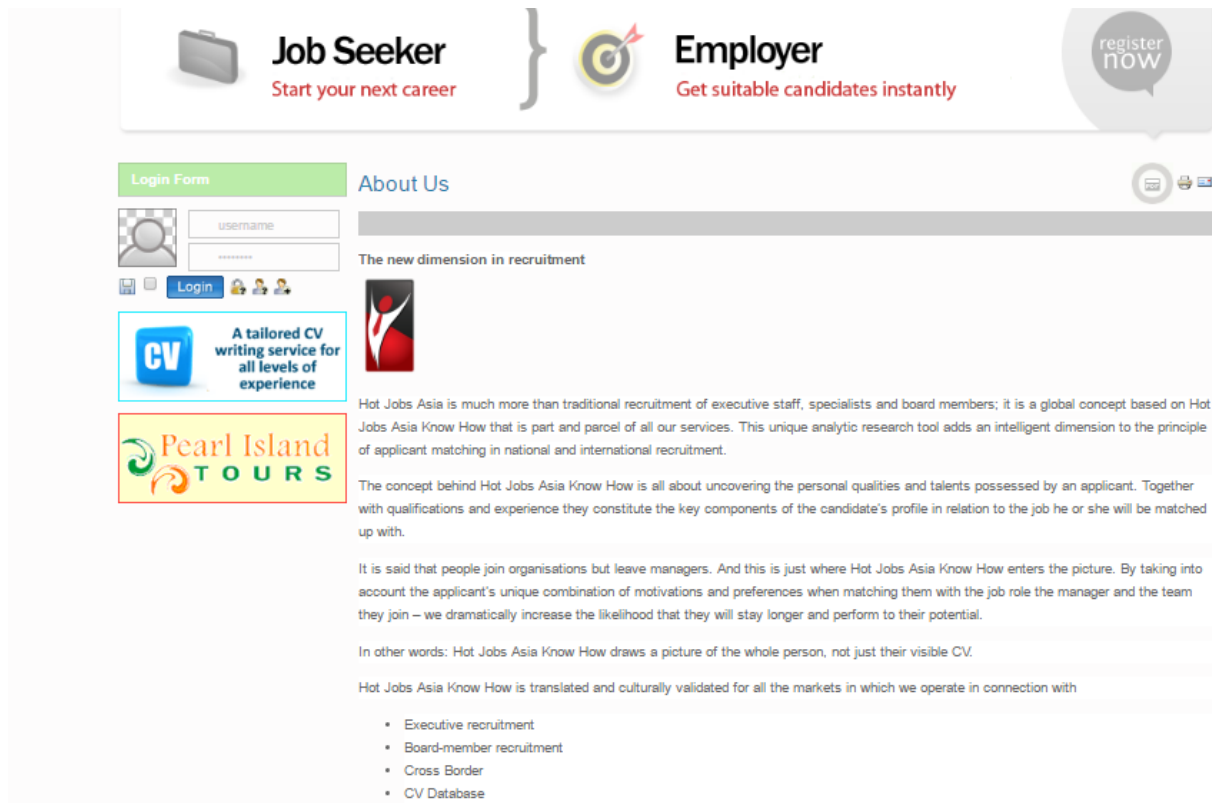 Job Seeker
Start your next career
Employer
Get suitable candidates instantly
register
now
Login Form
username
Login
CV
A tailored CV
writing service for
all levels of
experience
Pearl Island
TOURS
About Us
The new dimension in recruitment
Hot Jobs Asia is much more than traditional recruitment of executive staff, specialists and board members; it is a global concept based on Hot
Jobs Asia Know How that is part and parcel of all our services. This unique analytic research tool adds an intelligent dimension to the principle
of applicant matching in national and international recruitment.
The concept behind Hot Jobs Asia Know How is all about uncovering the personal qualities and talents possessed by an applicant. Together
with qualifications and experience they constitute the key components of the candidate's profile in relation to the job he or she will be matched
up with.
It is said that people join organisations but leave managers. And this is just where Hot Jobs Asia Know How enters the picture. By taking into
account the applicant's unique combination of motivations and preferences when matching them with the job role the manager and the team
they join – we dramatically increase the likelihood that they will stay longer and perform to their potential.
In other words: Hot Jobs Asia Know How draws a picture of the whole person, not just their visible CV.
Hot Jobs Asia Know How is translated and culturally validated for all the markets in which we operate in connection with
• Executive recruitment
• Board-member recruitment
• Cross Border
• CV Database